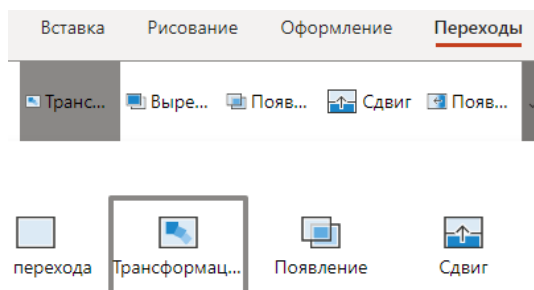 Вставка Рисование Оформление Переходы
Транс... Выре... Появ... Сдвиг Появ...
перехода Трансформац... Появление Сдвиг